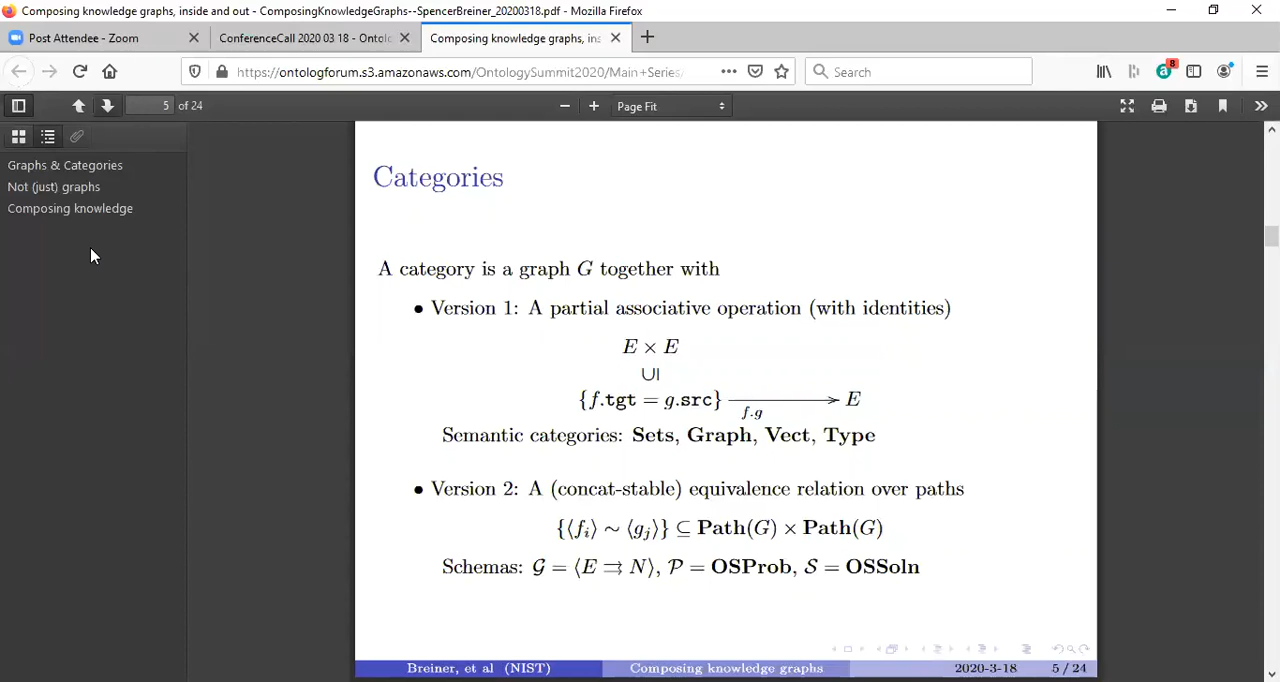 Composing knowledge graphs, inside and out - ComposingKnowledgeGraphs--SpencerBreiner_20200318.pdf - Mozilla Firefox
Post Attendee - Zoom
ConferenceCall 2020 03 18 - Ontolo
Composing knowledge graphs, ins
https://ontologforum.s3.amazonaws.com/OntologySummit2020/Main+Series/
Search
8
5 of 24
Page Fit
Graphs & Categories
Not (just) graphs
Composing knowledge
Categories
A category is a graph G together with
• Version 1: A partial associative operation (with identities)
E × E
∪|
{f.tgt = g.src} ⟶ E
f.g
Semantic categories: Sets, Graph, Vect, Type
• Version 2: A (concat-stable) equivalence relation over paths
{⟨fᵢ⟩ ∼ ⟨gⱼ⟩} ⊆ Path(G) × Path(G)
Schemas: 𝒢 = ⟨E ⇉ N⟩, 𝒫 = OSProb, 𝒮 = OSSoln
Breiner, et al (NIST)
Composing knowledge graphs
2020-3-18
5 / 24